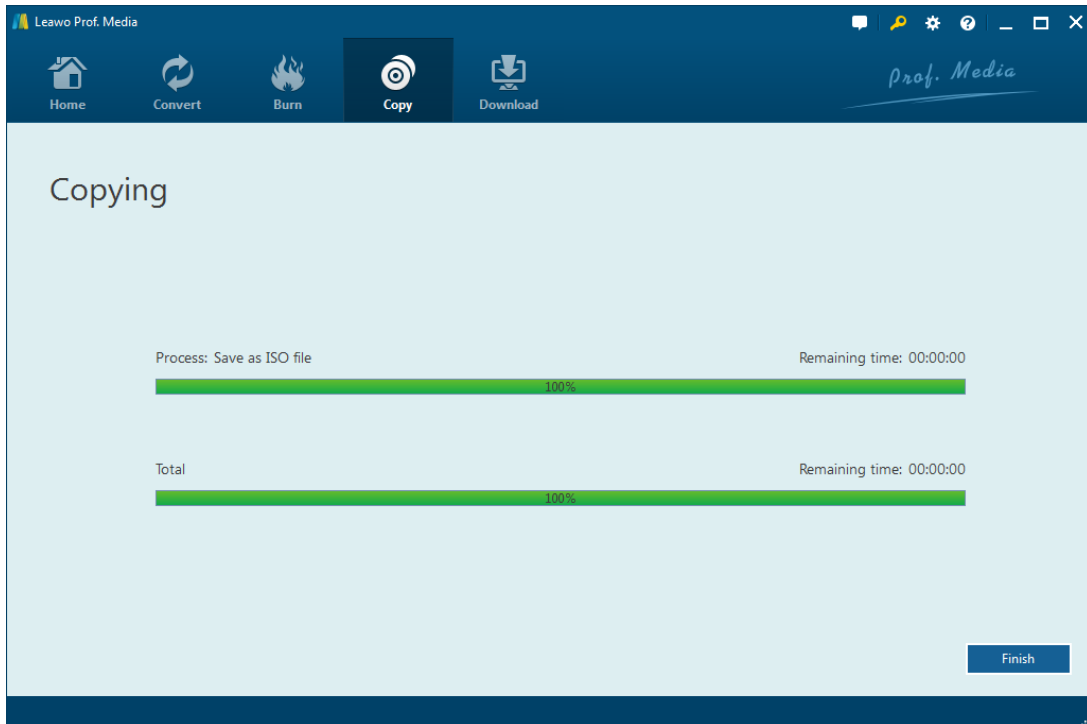 Leawo Prof. Media
Home Convert Burn Copy Download
Prof. Media
Copying
Process: Save as ISO file Remaining time: 00:00:00
100%
Total Remaining time: 00:00:00
100%
Finish